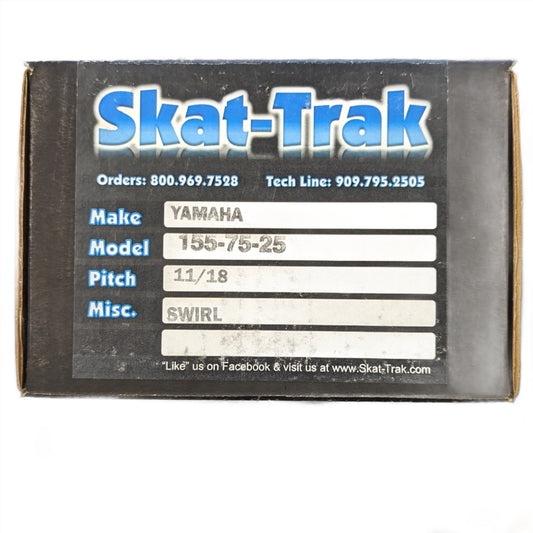 Skat-Trak
Orders: 800.969.7528 Tech Line: 909.795.2505
Make YAMAHA
Model 155-75-25
Pitch 11/18
Misc. SWIRL
"Like" us on Facebook & visit us at www.Skat-Trak.com